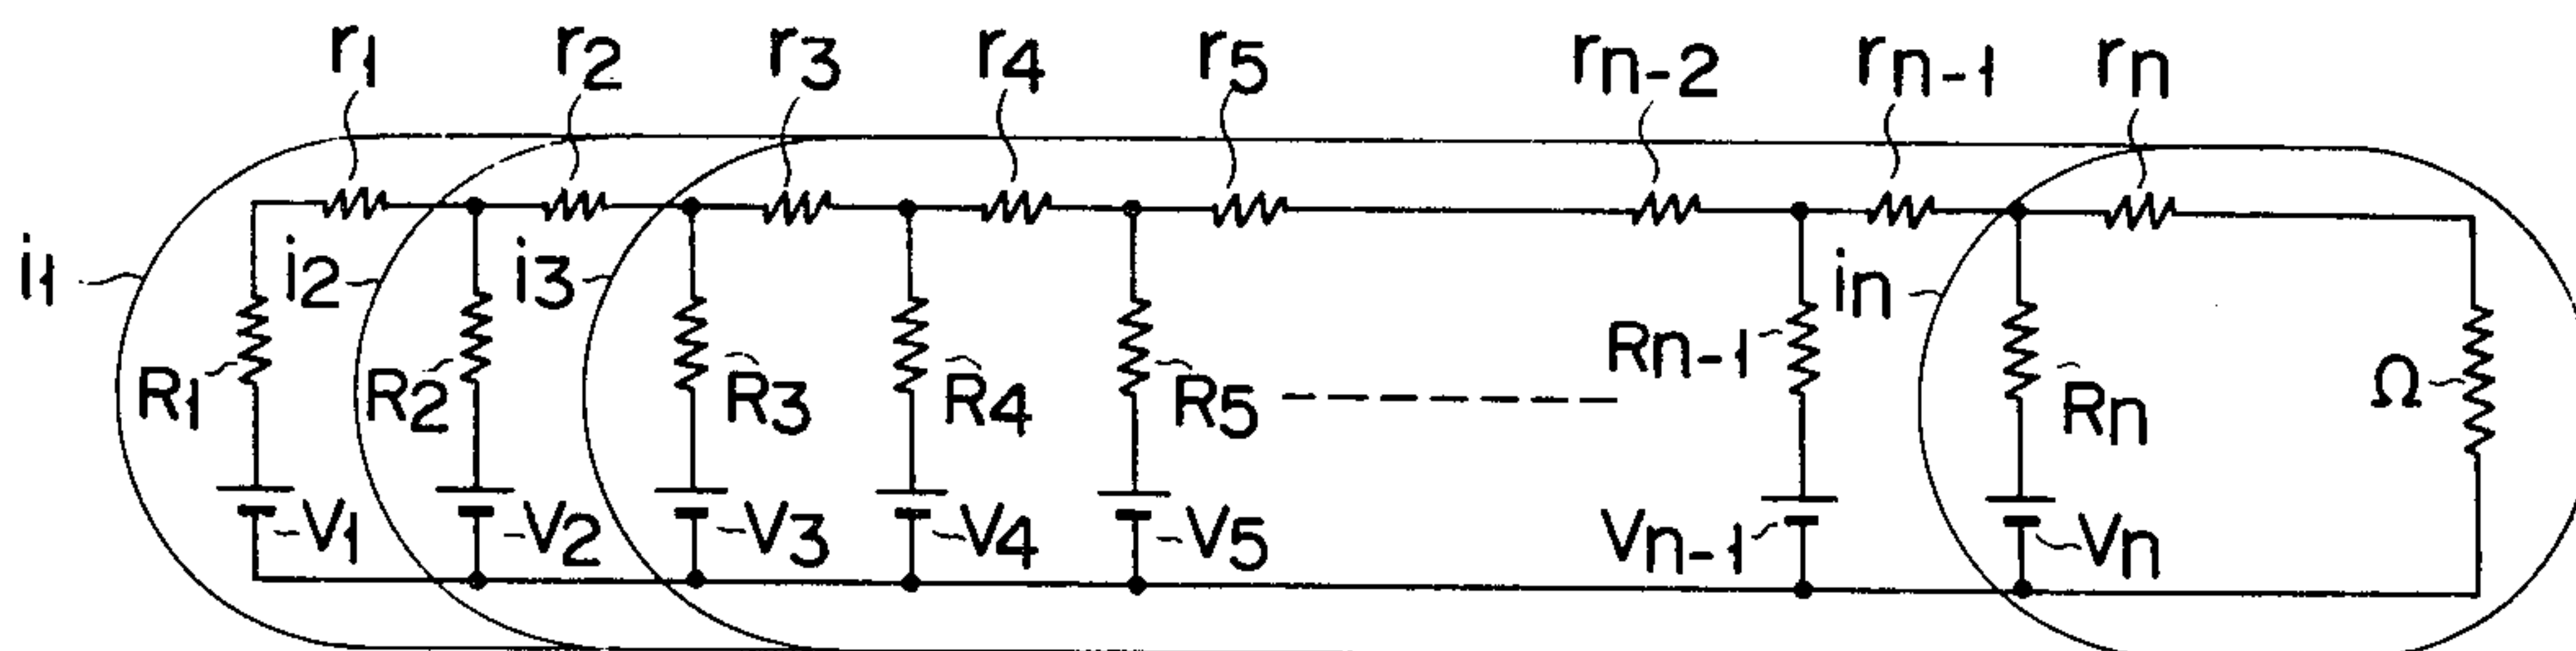 r1 r2 r3 r4 r5 rn-2 rn-1 rn
i1 i2 i3 in
R1 R2 R3 R4 R5 Rn-1 Rn Ω
V1 V2 V3 V4 V5 Vn-1 Vn